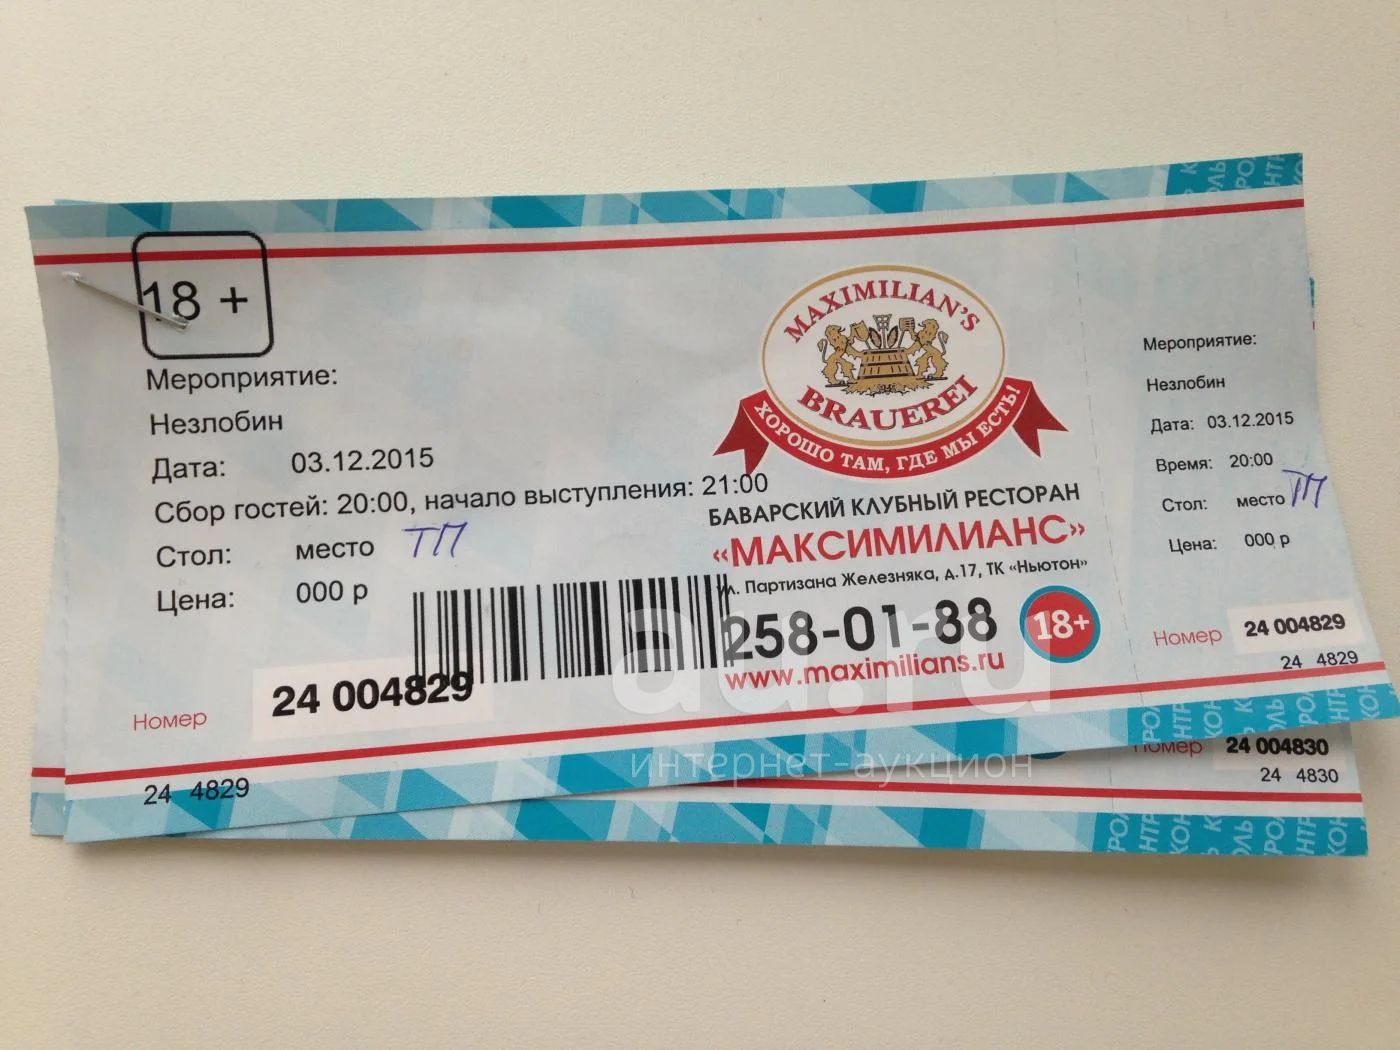 18 +
Мероприятие:
Незлобин
Дата: 03.12.2015
Сбор гостей: 20:00, начало выступления: 21:00
Стол: место ТП
Цена: 000 р
Номер 24 004829
24 4829
MAXIMILIAN'S
BRAUEREI
ХОРОШО ТАМ, ГДЕ МЫ ЕСТЬ!
БАВАРСКИЙ КЛУБНЫЙ РЕСТОРАН
«МАКСИМИЛИАНС»
ул. Партизана Железняка, д.17, ТК «Ньютон»
258-01-88
18+
www.maximilians.ru
Мероприятие:
Незлобин
Дата: 03.12.2015
Время: 20:00
Стол: место ТП
Цена: 000 р
Номер 24 004829
24 4829
Номер 24 004830
24 4830
au.ru
интернет-аукцион